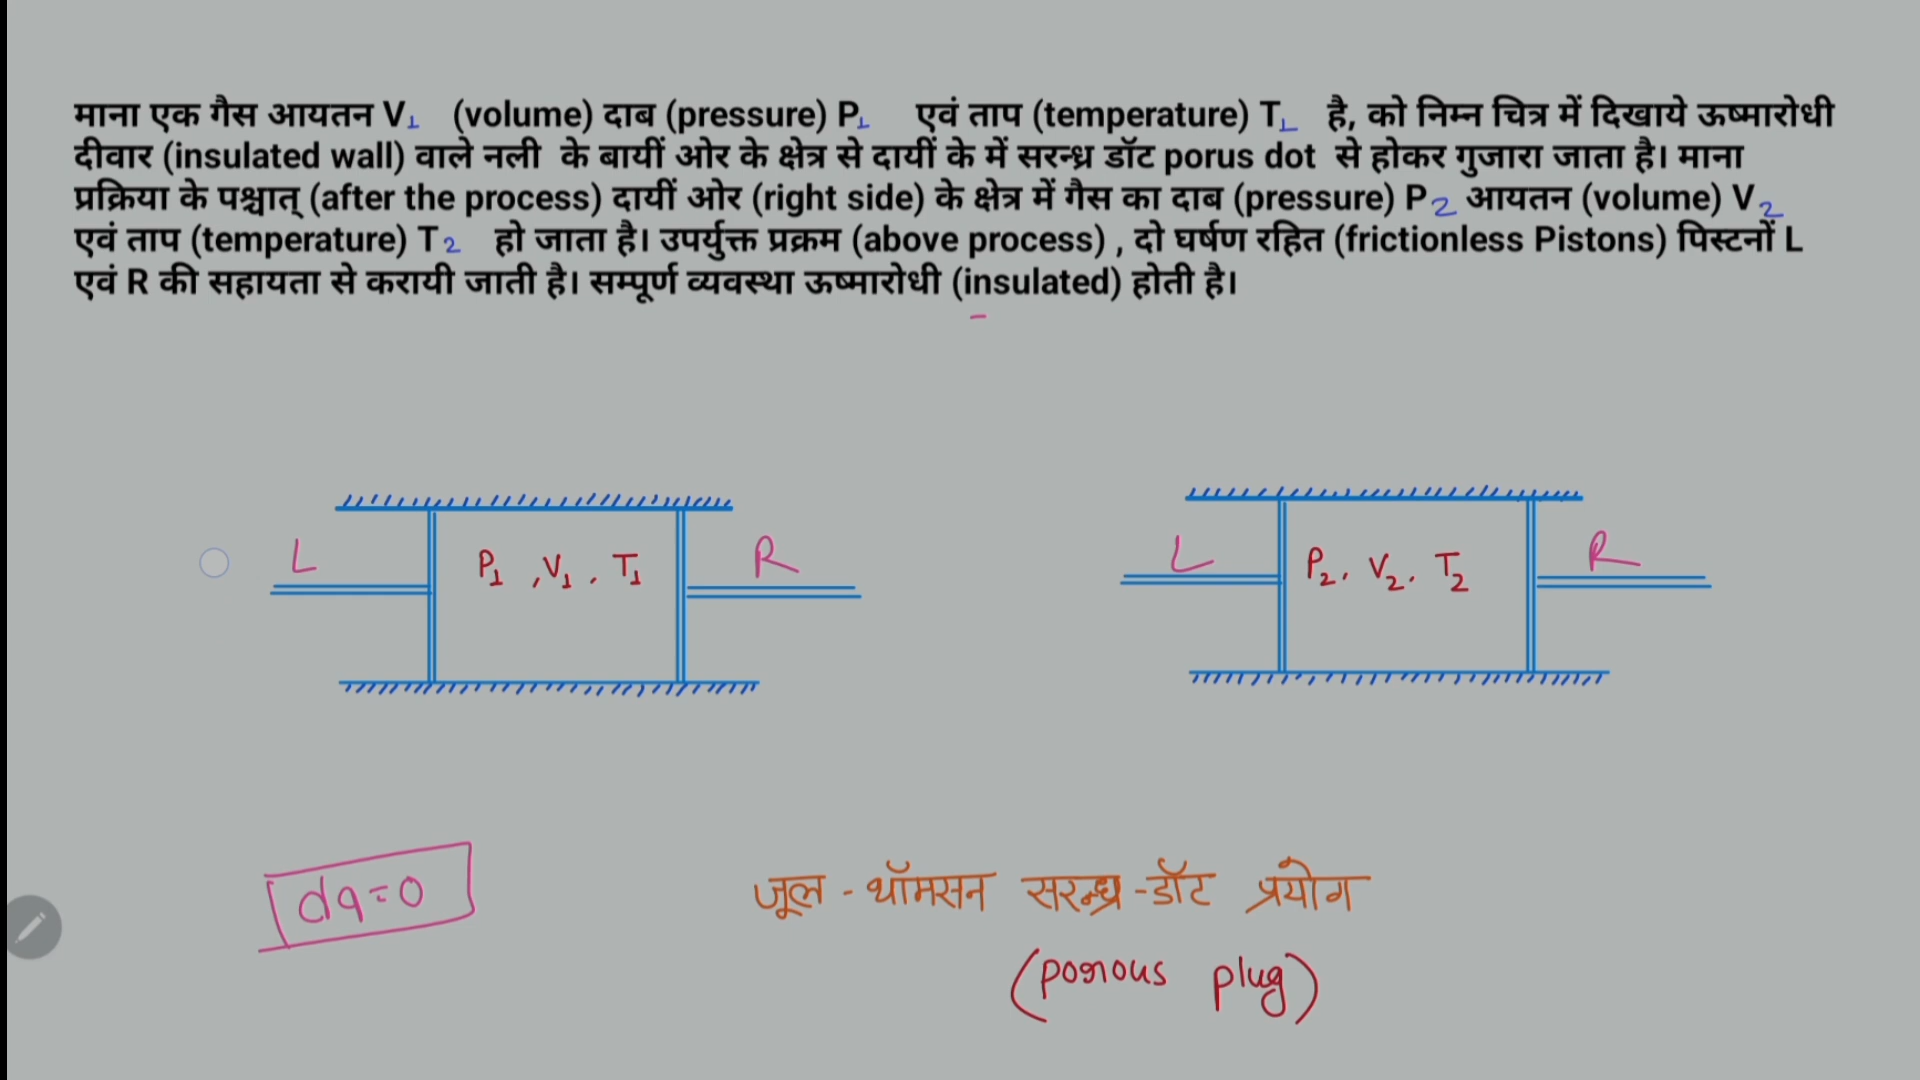 माना एक गैस आयतन V₁ (volume) दाब (pressure) P₁ एवं ताप (temperature) T₁ है, को निम्न चित्र में दिखाये ऊष्मारोधी
दीवार (insulated wall) वाले नली के बायीं ओर के क्षेत्र से दायीं के में सरन्ध्र डॉट porus dot से होकर गुजारा जाता है। माना
प्रक्रिया के पश्चात् (after the process) दायीं ओर (right side) के क्षेत्र में गैस का दाब (pressure) P₂ आयतन (volume) V₂
एवं ताप (temperature) T₂ हो जाता है। उपर्युक्त प्रक्रम (above process) , दो घर्षण रहित (frictionless Pistons) पिस्टनों L
एवं R की सहायता से करायी जाती है। सम्पूर्ण व्यवस्था ऊष्मारोधी (insulated) होती है।
L P₁ , V₁ . T₁ R
L P₂. V₂. T₂ R
dq=0
जूल - थॉमसन सरन्ध्र-डॉट प्रयोग
(porous plug)